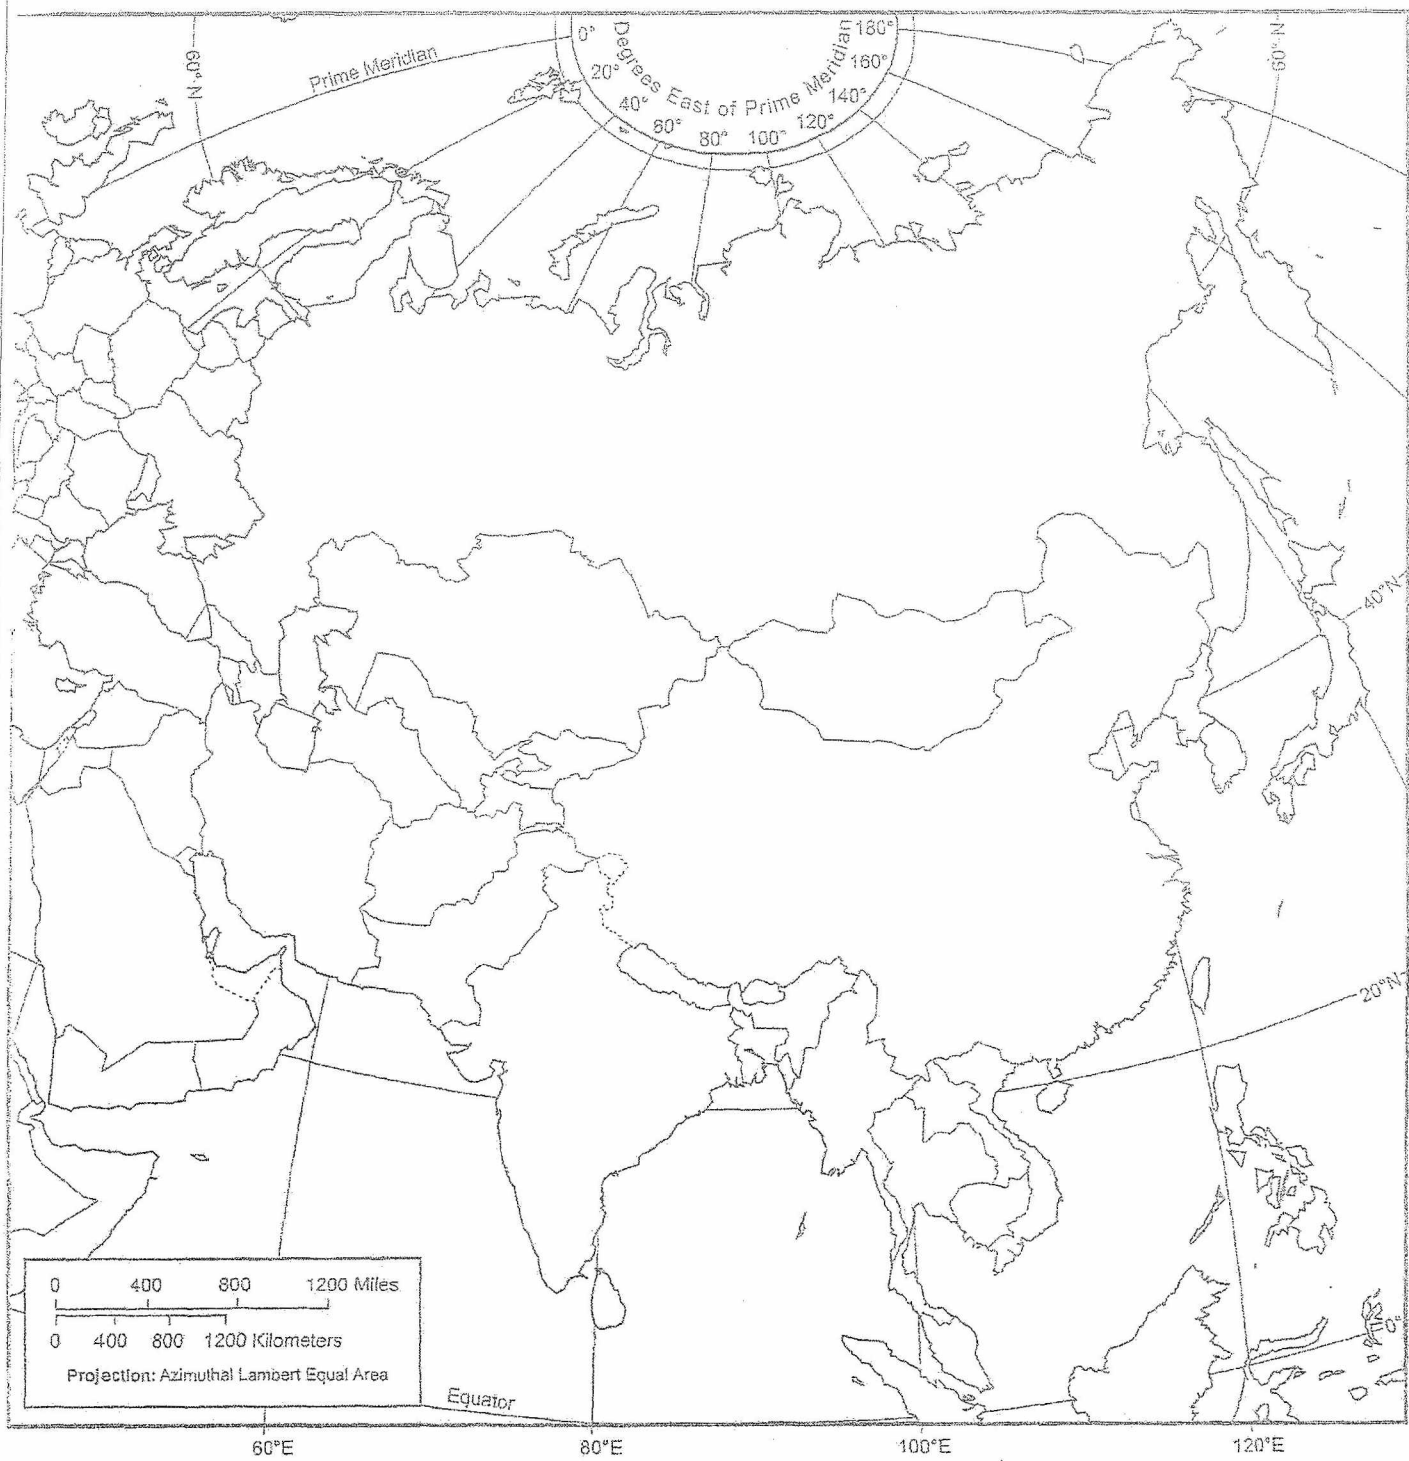 60°N
Prime Meridian
0°
20°
40°
60°
80°
100°
120°
140°
160°
180°
Degrees East of Prime Meridian
60°N
40°N
20°N
0°
0 400 800 1200 Miles
0 400 800 1200 Kilometers
Projection: Azimuthal Lambert Equal Area
Equator
60°E
80°E
100°E
120°E